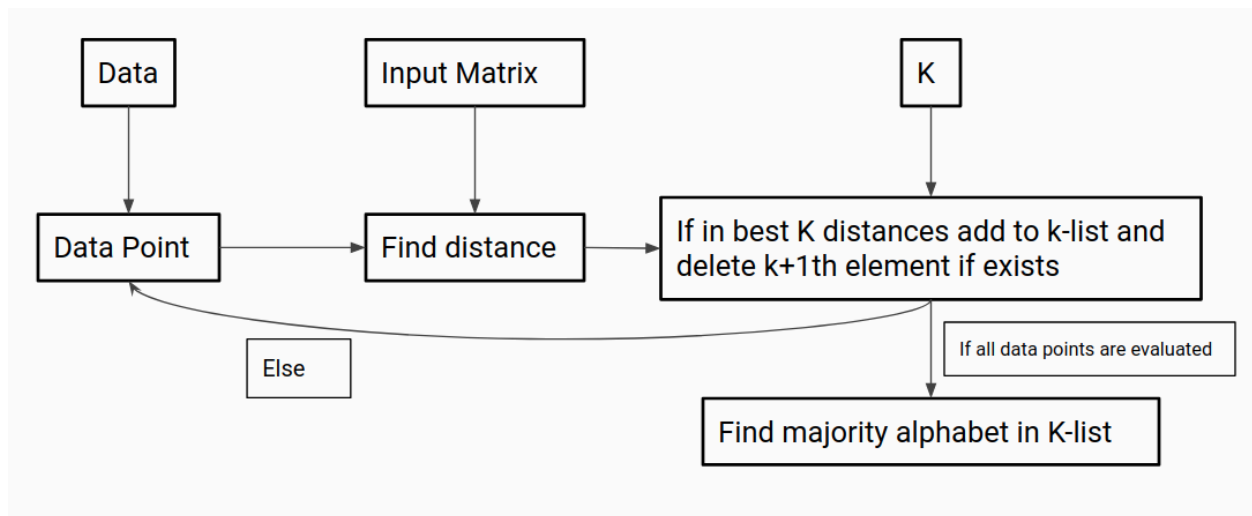 Data
Input Matrix
K
Data Point
Find distance
If in best K distances add to k-list and
delete k+1th element if exists
If all data points are evaluated
Else
Find majority alphabet in K-list